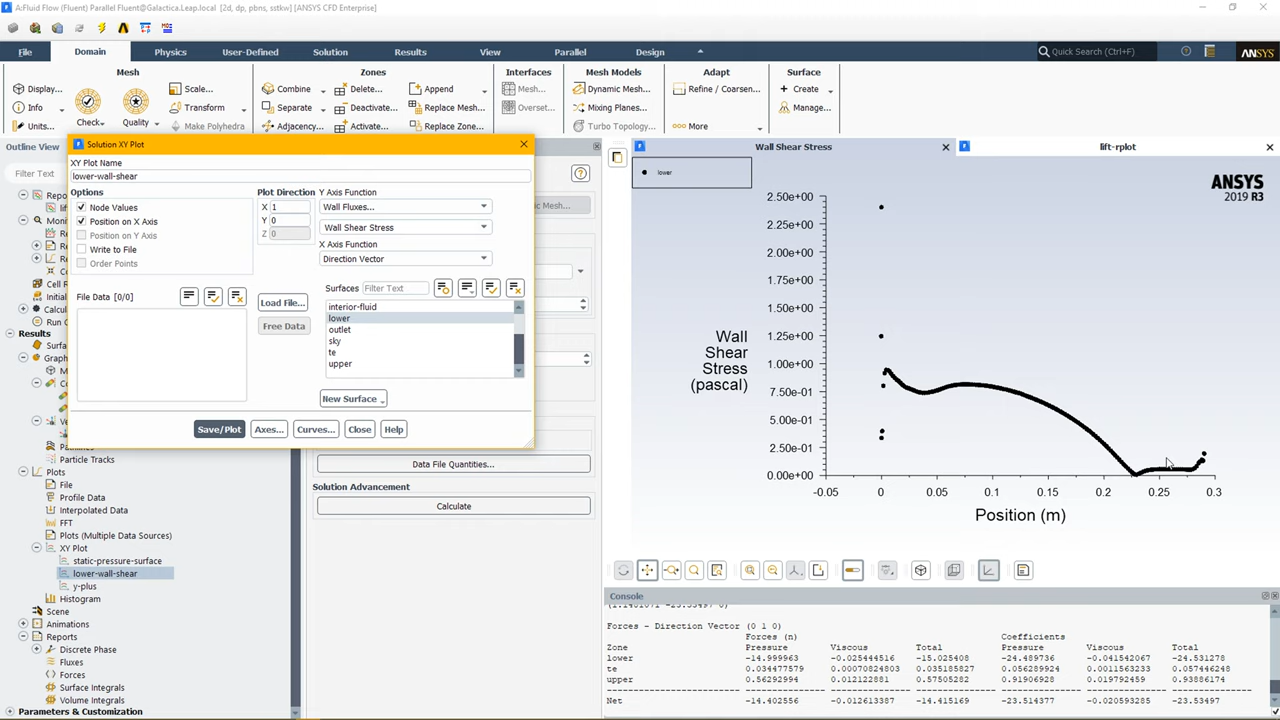 A:Fluid Flow (Fluent) Parallel Fluent@Galactica.Leap.local [2d, dp, pbns, sstkw] [ANSYS CFD Enterprise]
File Domain Physics User-Defined Solution Results View Parallel Design Quick Search (Ctrl+F) ANSYS
Mesh Zones Interfaces Mesh Models Adapt Surface
Display... Scale... Combine Delete... Append Mesh... Dynamic Mesh... Refine / Coarsen... Create
Info Check Quality Transform Separate Deactivate... Replace Mesh... Overset... Mixing Planes... Manage...
Units... Make Polyhedra Adjacency... Activate... Replace Zone... Turbo Topology... More
Outline View
Filter Text
Results
Plots
File
Profile Data
Interpolated Data
FFT
Plots (Multiple Data Sources)
XY Plot
static-pressure-surface
lower-wall-shear
y-plus
Histogram
Scene
Animations
Reports
Discrete Phase
Fluxes
Forces
Surface Integrals
Volume Integrals
Parameters & Customization
Particle Tracks
Solution XY Plot
XY Plot Name
lower-wall-shear
Options
Node Values
Position on X Axis
Position on Y Axis
Write to File
Order Points
Plot Direction
X 1
Y 0
Z 0
Y Axis Function
Wall Fluxes...
Wall Shear Stress
X Axis Function
Direction Vector
File Data [0/0]
Load File...
Free Data
Surfaces Filter Text
interior-fluid
lower
outlet
sky
te
upper
New Surface
Save/Plot Axes... Curves... Close Help
Data File Quantities...
Solution Advancement
Calculate
Wall Shear Stress lift-rplot
lower
ANSYS
2019 R3
2.50e+00
2.25e+00
2.00e+00
1.75e+00
1.50e+00
1.25e+00
1.00e+00
7.50e-01
5.00e-01
2.50e-01
0.00e+00
Wall
Shear
Stress
(pascal)
-0.05 0 0.05 0.1 0.15 0.2 0.25 0.3
Position (m)
Console
Forces - Direction Vector (0 1 0)
Forces (n) Coefficients
Zone Pressure Viscous Total Pressure Viscous Total
lower -14.999963 -0.025444516 -15.025408 -24.489736 -0.041542067 -24.531278
te 0.034477579 0.00070824803 0.035185827 0.056289924 0.0011563233 0.057446248
upper 0.56292994 0.012122881 0.57505282 0.91906928 0.019792459 0.93886174
Net -14.402556 -0.012613387 -14.415169 -23.514377 -0.020593285 -23.53497